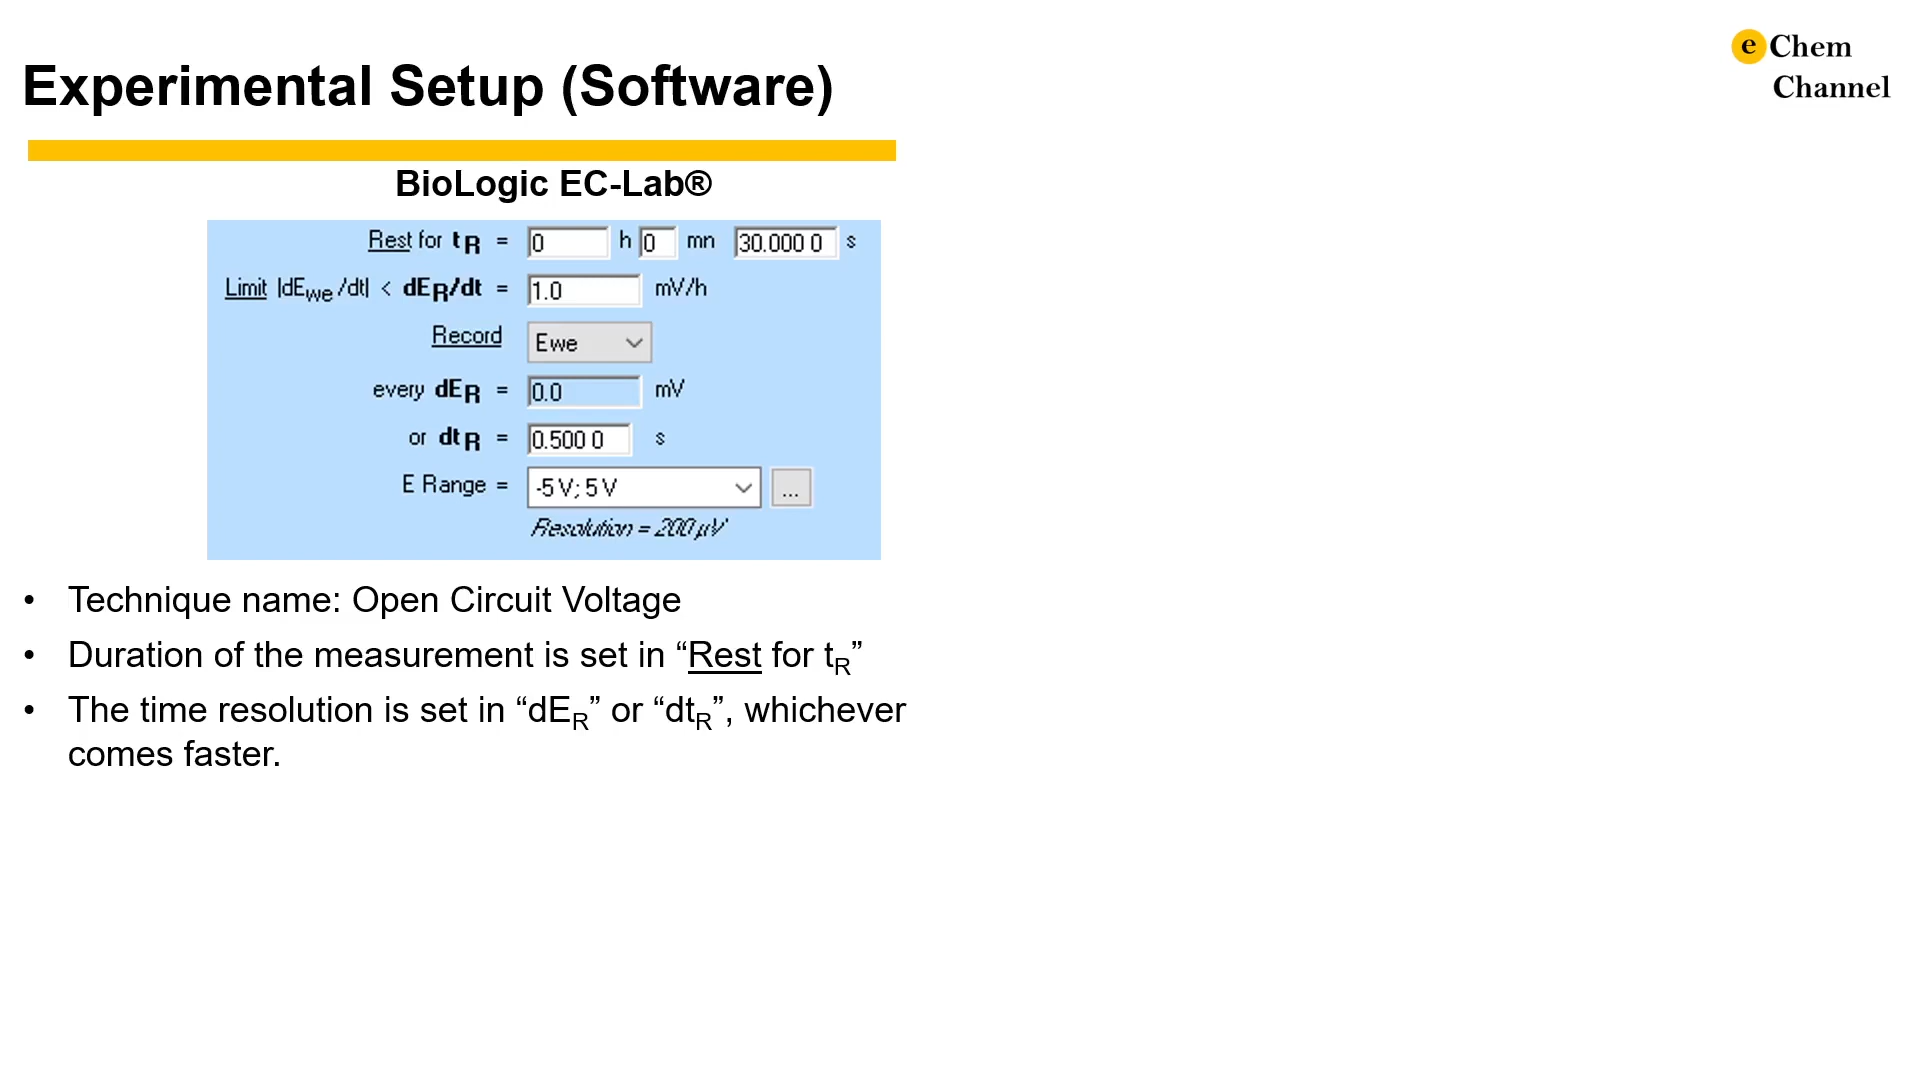 e Chem
Channel
Experimental Setup (Software)
BioLogic EC-Lab®
Rest for tR = 0 h 0 mn 30.000 0 s
Limit |dEwe/dt| < dER/dt = 1.0 mV/h
Record Ewe
every dER = 0.0 mV
or dtR = 0.500 0 s
E Range = -5 V; 5 V ...
Resolution = 200 µV
• Technique name: Open Circuit Voltage
• Duration of the measurement is set in “Rest for tR”
• The time resolution is set in “dER” or “dtR”, whichever
comes faster.